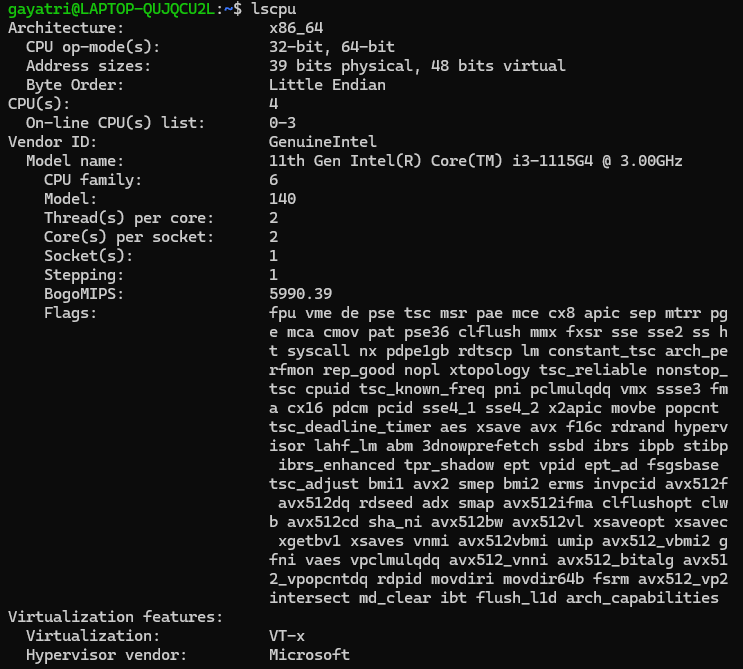 gayatri@LAPTOP-QUJQCU2L:~$ lscpu
Architecture: x86_64
CPU op-mode(s): 32-bit, 64-bit
Address sizes: 39 bits physical, 48 bits virtual
Byte Order: Little Endian
CPU(s): 4
On-line CPU(s) list: 0-3
Vendor ID: GenuineIntel
Model name: 11th Gen Intel(R) Core(TM) i3-1115G4 @ 3.00GHz
CPU family: 6
Model: 140
Thread(s) per core: 2
Core(s) per socket: 2
Socket(s): 1
Stepping: 1
BogoMIPS: 5990.39
Flags: fpu vme de pse tsc msr pae mce cx8 apic sep mtrr pg
e mca cmov pat pse36 clflush mmx fxsr sse sse2 ss h
t syscall nx pdpe1gb rdtscp lm constant_tsc arch_pe
rfmon rep_good nopl xtopology tsc_reliable nonstop_
tsc cpuid tsc_known_freq pni pclmulqdq vmx ssse3 fm
a cx16 pdcm pcid sse4_1 sse4_2 x2apic movbe popcnt
tsc_deadline_timer aes xsave avx f16c rdrand hyperv
isor lahf_lm abm 3dnowprefetch ssbd ibrs ibpb stibp
ibrs_enhanced tpr_shadow ept vpid ept_ad fsgsbase
tsc_adjust bmi1 avx2 smep bmi2 erms invpcid avx512f
avx512dq rdseed adx smap avx512ifma clflushopt clw
b avx512cd sha_ni avx512bw avx512vl xsaveopt xsavec
xgetbv1 xsaves vnmi avx512vbmi umip avx512_vbmi2 g
fni vaes vpclmulqdq avx512_vnni avx512_bitalg avx51
2_vpopcntdq rdpid movdiri movdir64b fsrm avx512_vp2
intersect md_clear ibt flush_l1d arch_capabilities
Virtualization features:
Virtualization: VT-x
Hypervisor vendor: Microsoft